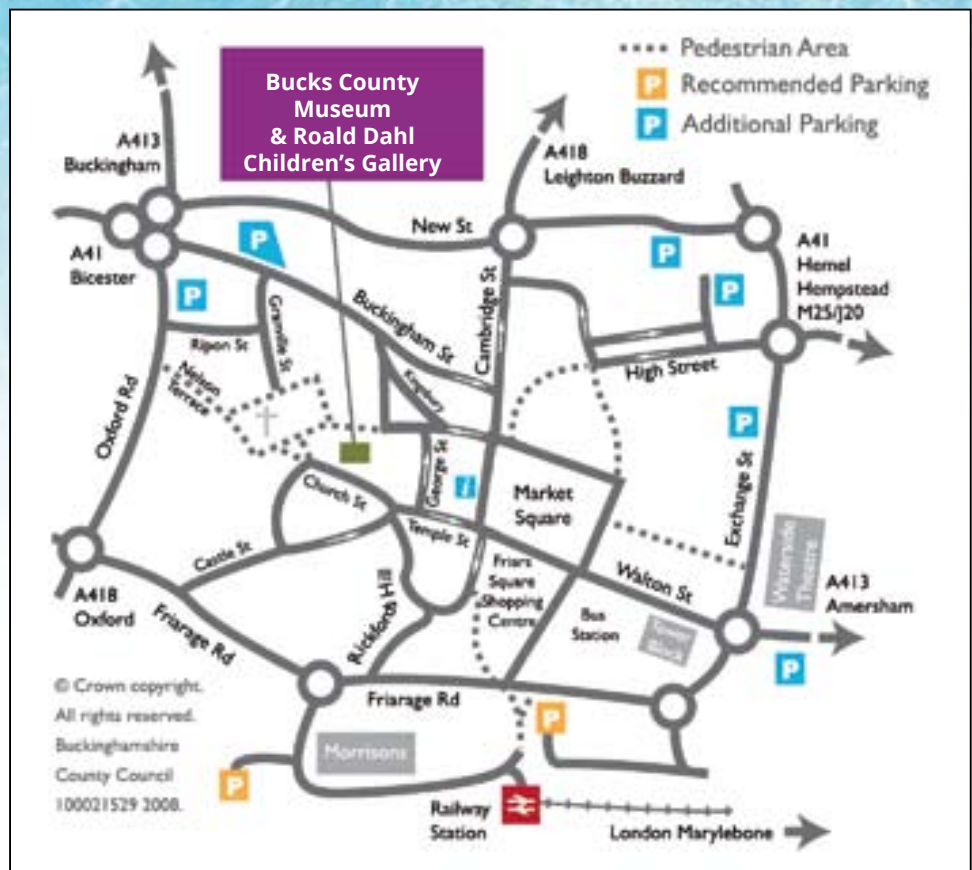 Bucks County
Museum
& Roald Dahl
Children's Gallery
Pedestrian Area
P
Recommended Parking
P
Additional Parking
A413
Buckingham
A418
Leighton Buzzard
New St
P
A41
Bicester
P
Granville St
Ripon St
Buckingham St
Cambridge St
P
P
A41
Hemel
Hempstead
M25/J20
High Street
Nelson
Terrace
Oxford Rd
Kingsbury
George St
i
P
Church St
Market
Square
Exchange St
Temple St
Castle St
Friars
Square
Shopping
Centre
Walton St
Waterside
Theatre
A413
Amersham
A418
Oxford
Friarage Rd
Rickfords Hill
Bus
Station
P
Friarage Rd
P
© Crown copyright.
All rights reserved.
Buckinghamshire
County Council
100021529 2008.
Morrisons
P
Railway
Station
London Marylebone